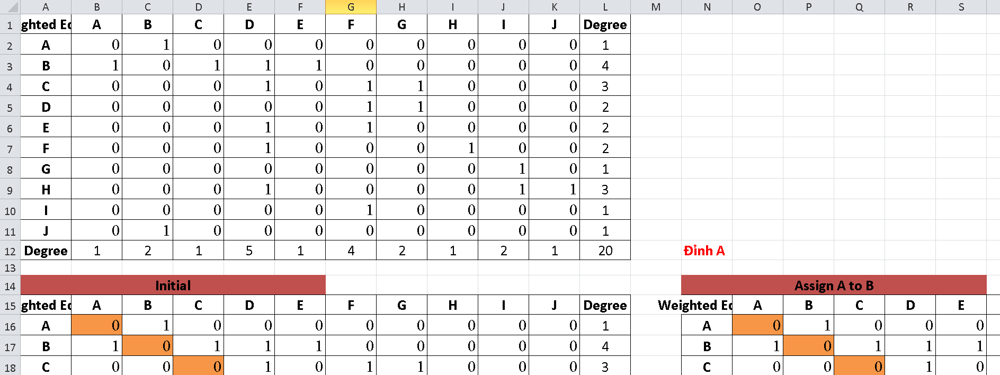 A B C D E F G H I J K L M N O P Q R S
1 ghted Ed A B C D E F G H I J Degree
2 A 0 1 0 0 0 0 0 0 0 0 1
3 B 1 0 1 1 1 0 0 0 0 0 4
4 C 0 0 0 1 0 1 1 0 0 0 3
5 D 0 0 0 0 0 1 1 0 0 0 2
6 E 0 0 0 1 0 1 0 0 0 0 2
7 F 0 0 0 1 0 0 0 1 0 0 2
8 G 0 0 0 0 0 0 0 0 1 0 1
9 H 0 0 0 1 0 0 0 0 1 1 3
10 I 0 0 0 0 0 1 0 0 0 0 1
11 J 0 1 0 0 0 0 0 0 0 0 1
12 Degree 1 2 1 5 1 4 2 1 2 1 20 Đỉnh A
13
14 Initial Assign A to B
15 ghted Ed A B C D E F G H I J Degree Weighted Ed A B C D E
16 A 0 1 0 0 0 0 0 0 0 0 1 A 0 1 0 0 0
17 B 1 0 1 1 1 0 0 0 0 0 4 B 1 0 1 1 1
18 C 0 0 0 1 0 1 1 0 0 0 3 C 0 0 0 1 0